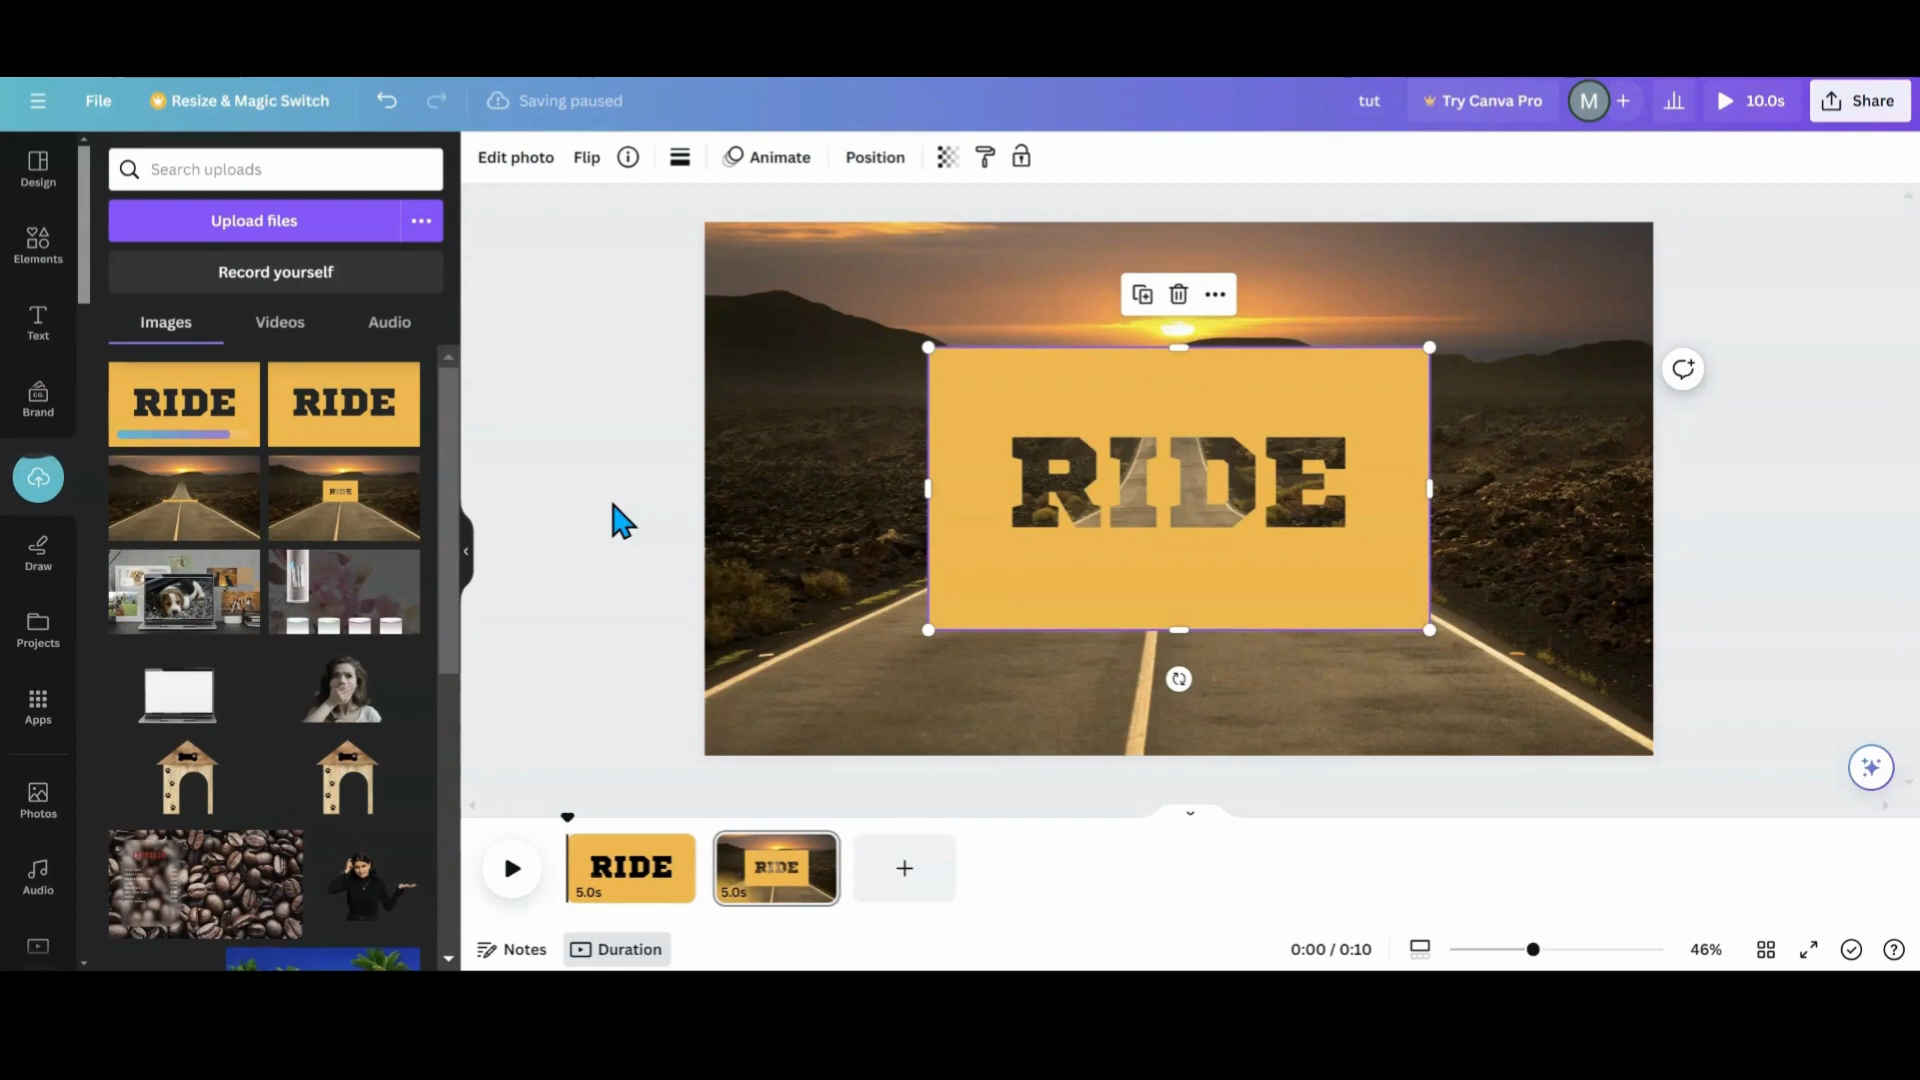 File
Resize & Magic Switch
Saving paused
tut
Try Canva Pro
M
10.0s
Share
Design
Elements
Text
Brand
CO.
Draw
Projects
Apps
Photos
Audio
Search uploads
Upload files
Record yourself
Images
Videos
Audio
RIDE
RIDE
RIDE
Edit photo
Flip
Animate
Position
RIDE
RIDE
5.0s
RIDE
5.0s
Notes
Duration
0:00 / 0:10
46%